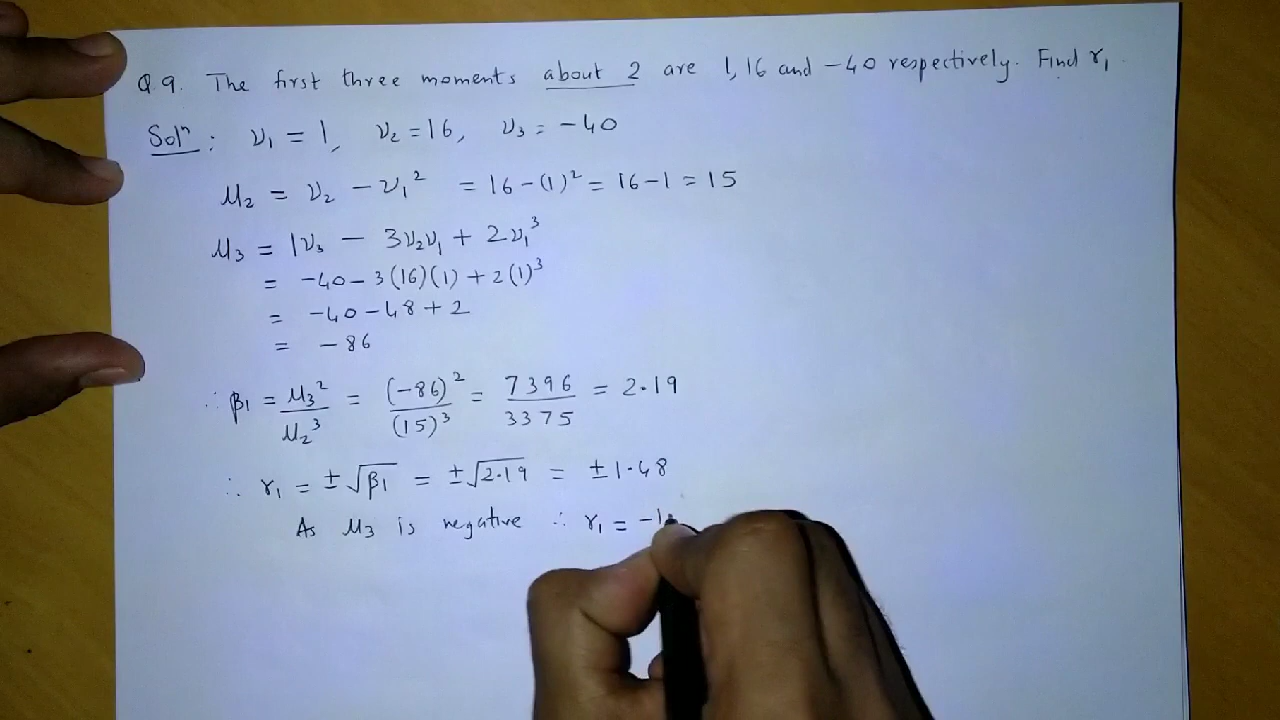 Q 9. The first three moments about 2 are 1, 16 and -40 respectively. Find γ₁.
Solⁿ: ν₁ = 1, ν₂ = 16, ν₃ = -40
μ₂ = ν₂ - ν₁² = 16-(1)² = 16-1 = 15
μ₃ = 1ν₃ - 3ν₂ν₁ + 2ν₁³
= -40-3(16)(1)+2(1)³
= -40-48+2
= -86
∴ β₁ = μ₃²/μ₂³ = (-86)²/(15)³ = 7396/3375 = 2.19
∴ γ₁ = ±√β₁ = ±√2.19 = ±1.48
As μ₃ is negative ∴ γ₁ = -1.